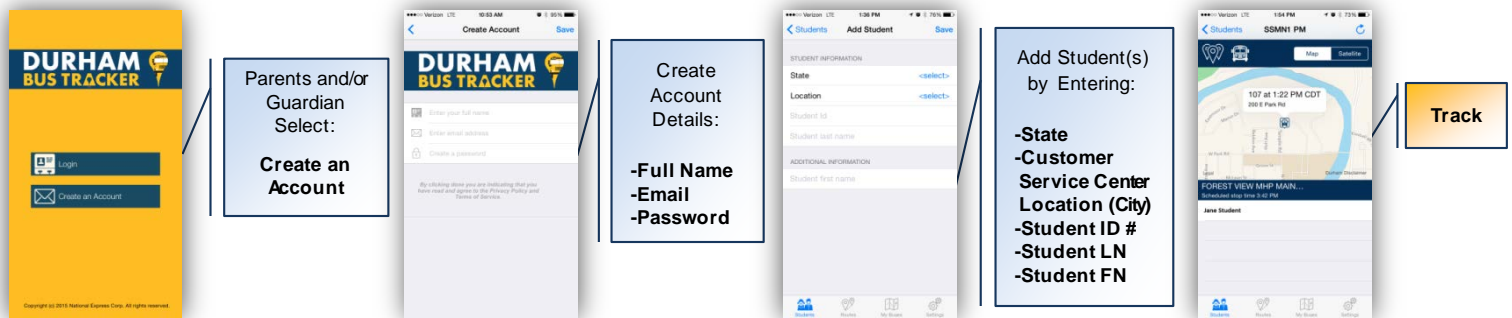 DURHAM
BUS TRACKER
Login
Create an Account
Copyright (c) 2015 National Express Corp. All rights reserved.
Parents and/or
Guardian
Select:
Create an
Account
Verizon LTE 10:53 AM 95%
Create Account Save
DURHAM
BUS TRACKER
Enter your full name
Enter email address
Create a password
By clicking done you are indicating that you
have read and agree to the Privacy Policy and
Terms of Service.
Create
Account
Details:
-Full Name
-Email
-Password
Verizon LTE 1:36 PM 76%
Students Add Student Save
STUDENT INFORMATION
State <select>
Location <select>
Student Id
Student last name
ADDITIONAL INFORMATION
Student first name
Students Routes My Buses Settings
Add Student(s)
by Entering:
-State
-Customer
Service Center
Location (City)
-Student ID #
-Student LN
-Student FN
Verizon LTE 1:54 PM 73%
Students SSMN1 PM
Map Satellite
107 at 1:22 PM CDT
200 E Park Rd
Legal
Durham Disclaimer
FOREST VIEW MHP MAIN...
Scheduled stop time 3:42 PM
Jane Student
Students Routes My Buses Settings
Track